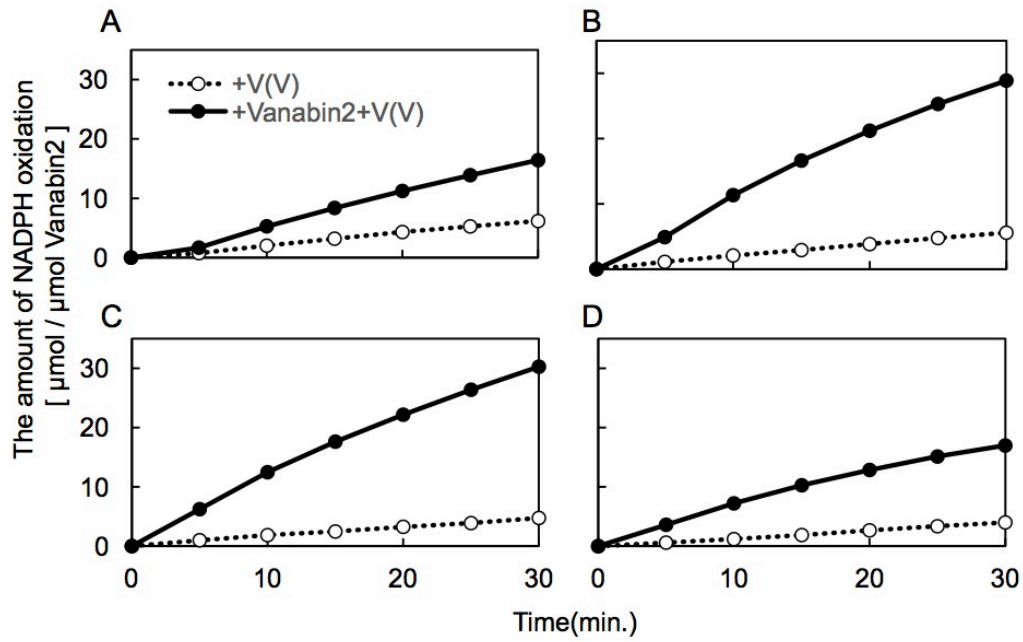 A
B
The amount of NADPH oxidation
[ μmol / μmol Vanabin2 ]
30
20
10
0
+V(V)
+Vanabin2+V(V)
C
D
30
20
10
0
0
10
20
30
0
10
20
30
Time(min.)